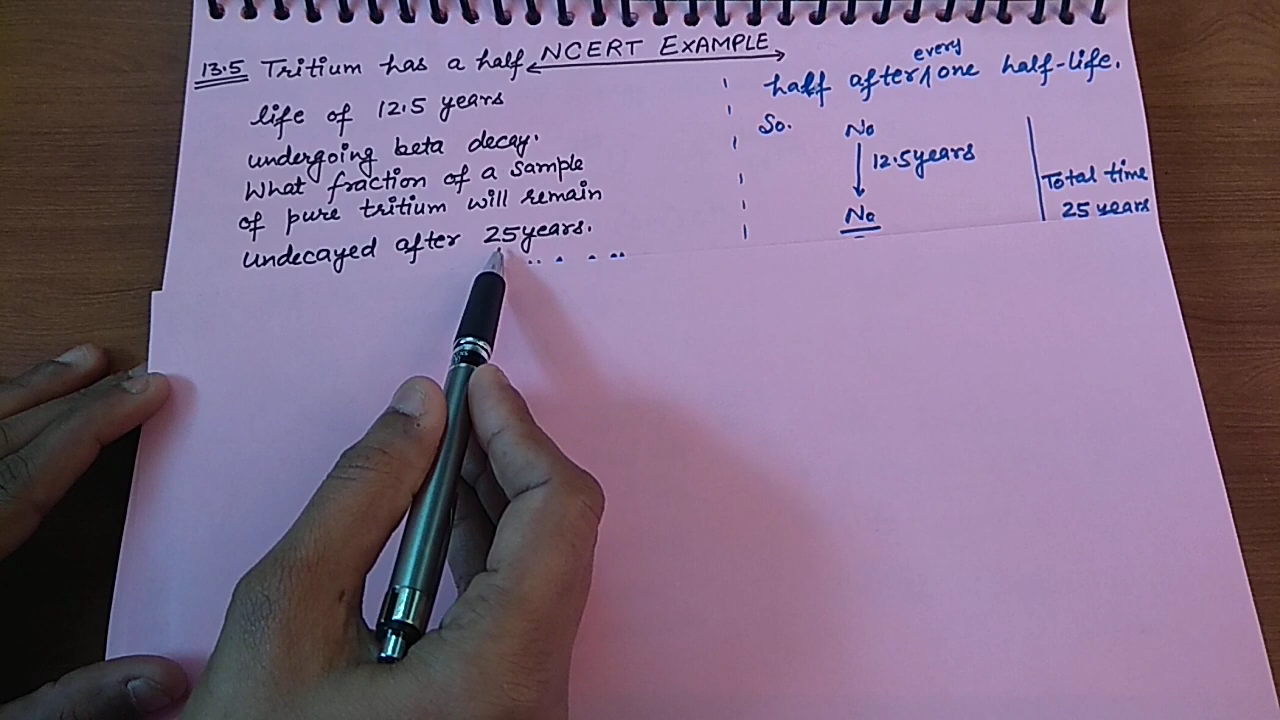 NCERT EXAMPLE
13.5 Tritium has a half
life of 12.5 years
undergoing beta decay.
What fraction of a sample
of pure tritium will remain
undecayed after 25 years.
every
half after one half-life.
So. No
12.5 years
No
Total time
25 years